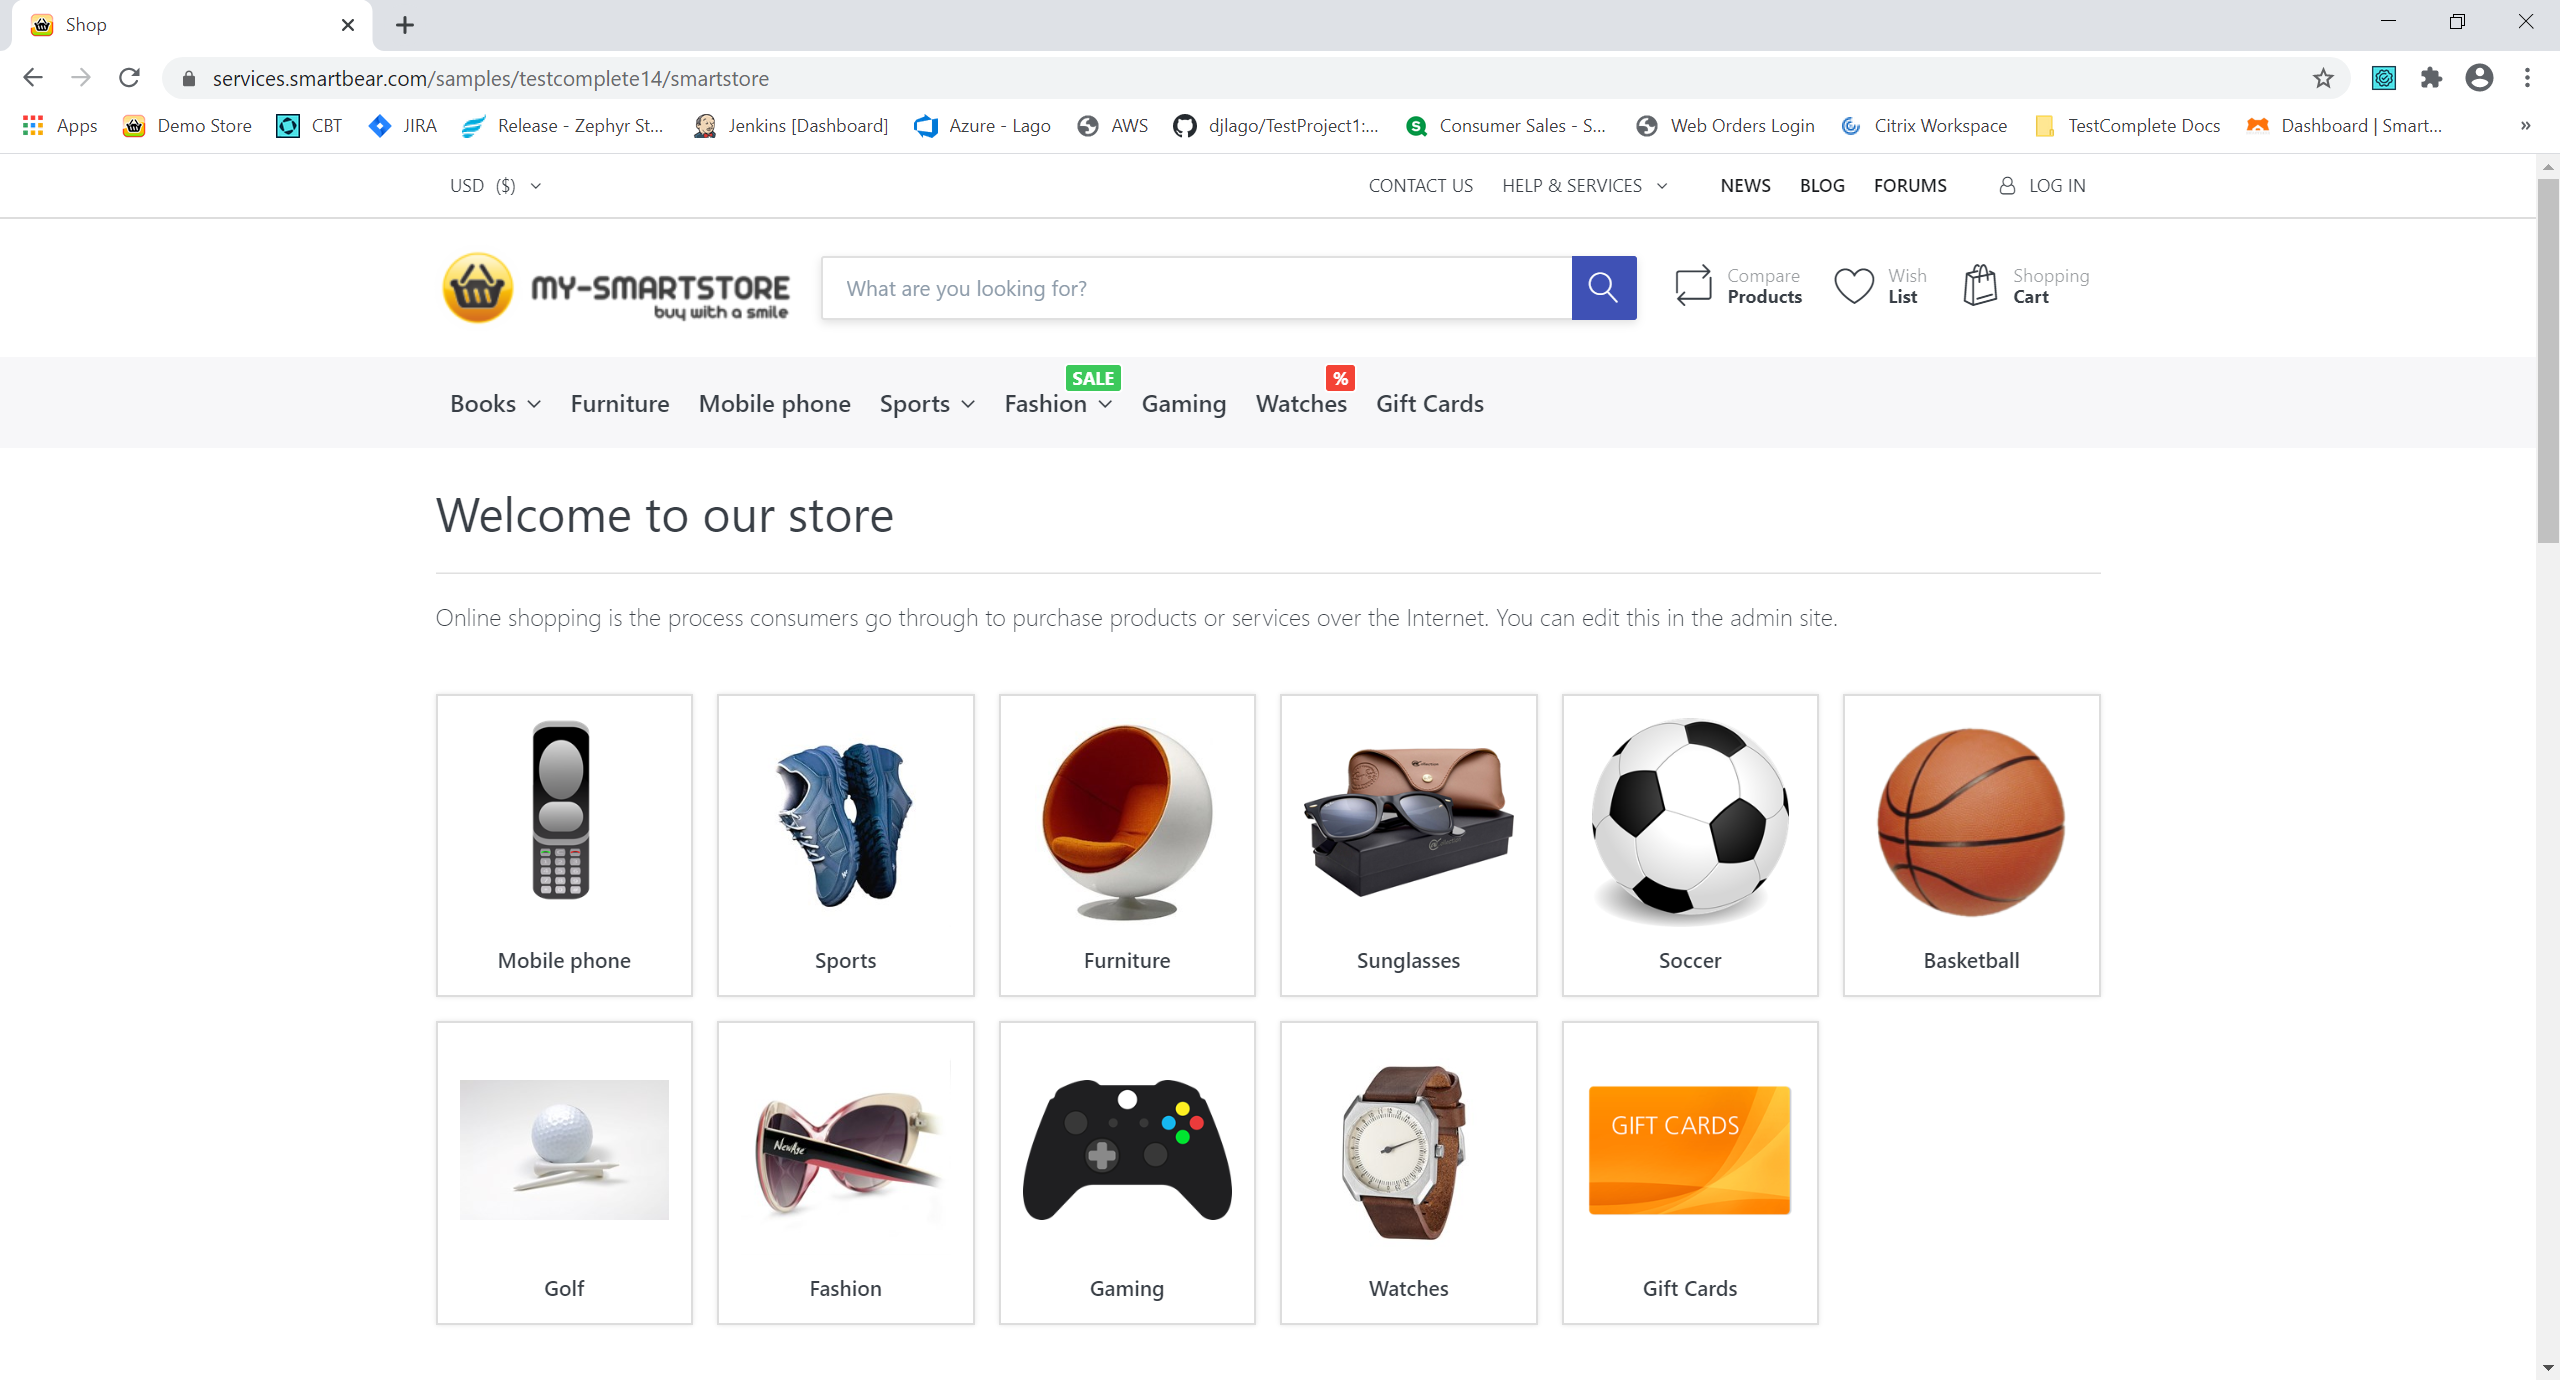 Shop
services.smartbear.com/samples/testcomplete14/smartstore
Apps Demo Store CBT JIRA Release - Zephyr St... Jenkins [Dashboard] Azure - Lago AWS djlago/TestProject1:... Consumer Sales - S... Web Orders Login Citrix Workspace TestComplete Docs Dashboard | Smart... »
USD ($) CONTACT US HELP & SERVICES NEWS BLOG FORUMS LOG IN
MY-SMARTSTORE
buy with a smile
What are you looking for?
Compare
Products
Wish
List
Shopping
Cart
SALE %
Books Furniture Mobile phone Sports Fashion Gaming Watches Gift Cards
Welcome to our store
Online shopping is the process consumers go through to purchase products or services over the Internet. You can edit this in the admin site.
Mobile phone Sports Furniture Sunglasses Soccer Basketball
NewAge
GIFT CARDS
Golf Fashion Gaming Watches Gift Cards